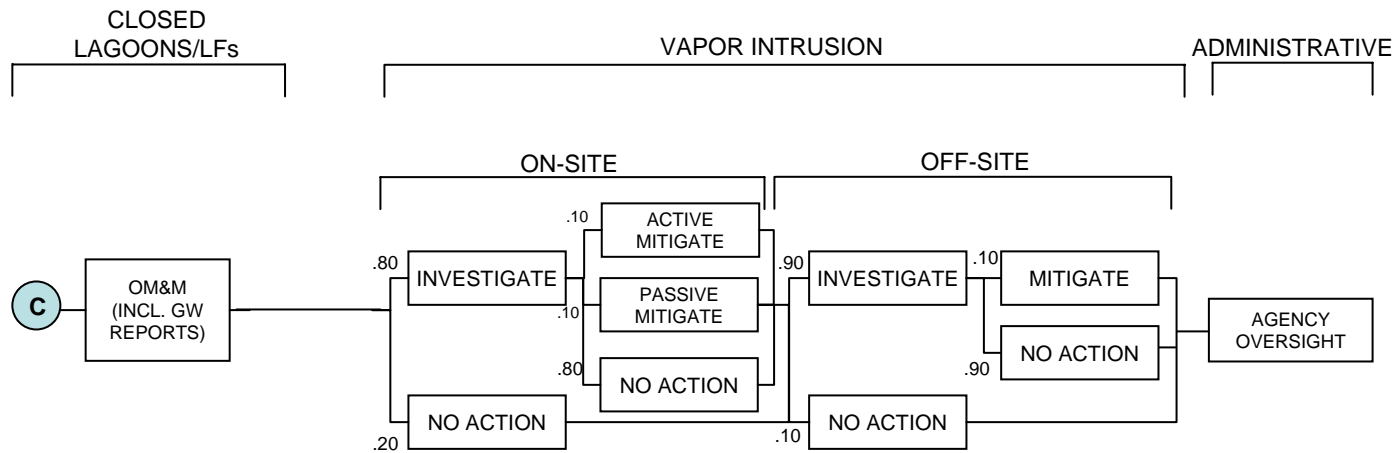 CLOSED
LAGOONS/LFs
VAPOR INTRUSION
ADMINISTRATIVE
ON-SITE
OFF-SITE
.10
ACTIVE
MITIGATE
.80
INVESTIGATE
.90
INVESTIGATE
.10
MITIGATE
C
OM&M
(INCL. GW
REPORTS)
.10
PASSIVE
MITIGATE
AGENCY
OVERSIGHT
.80
NO ACTION
.90
NO ACTION
.20
NO ACTION
.10
NO ACTION